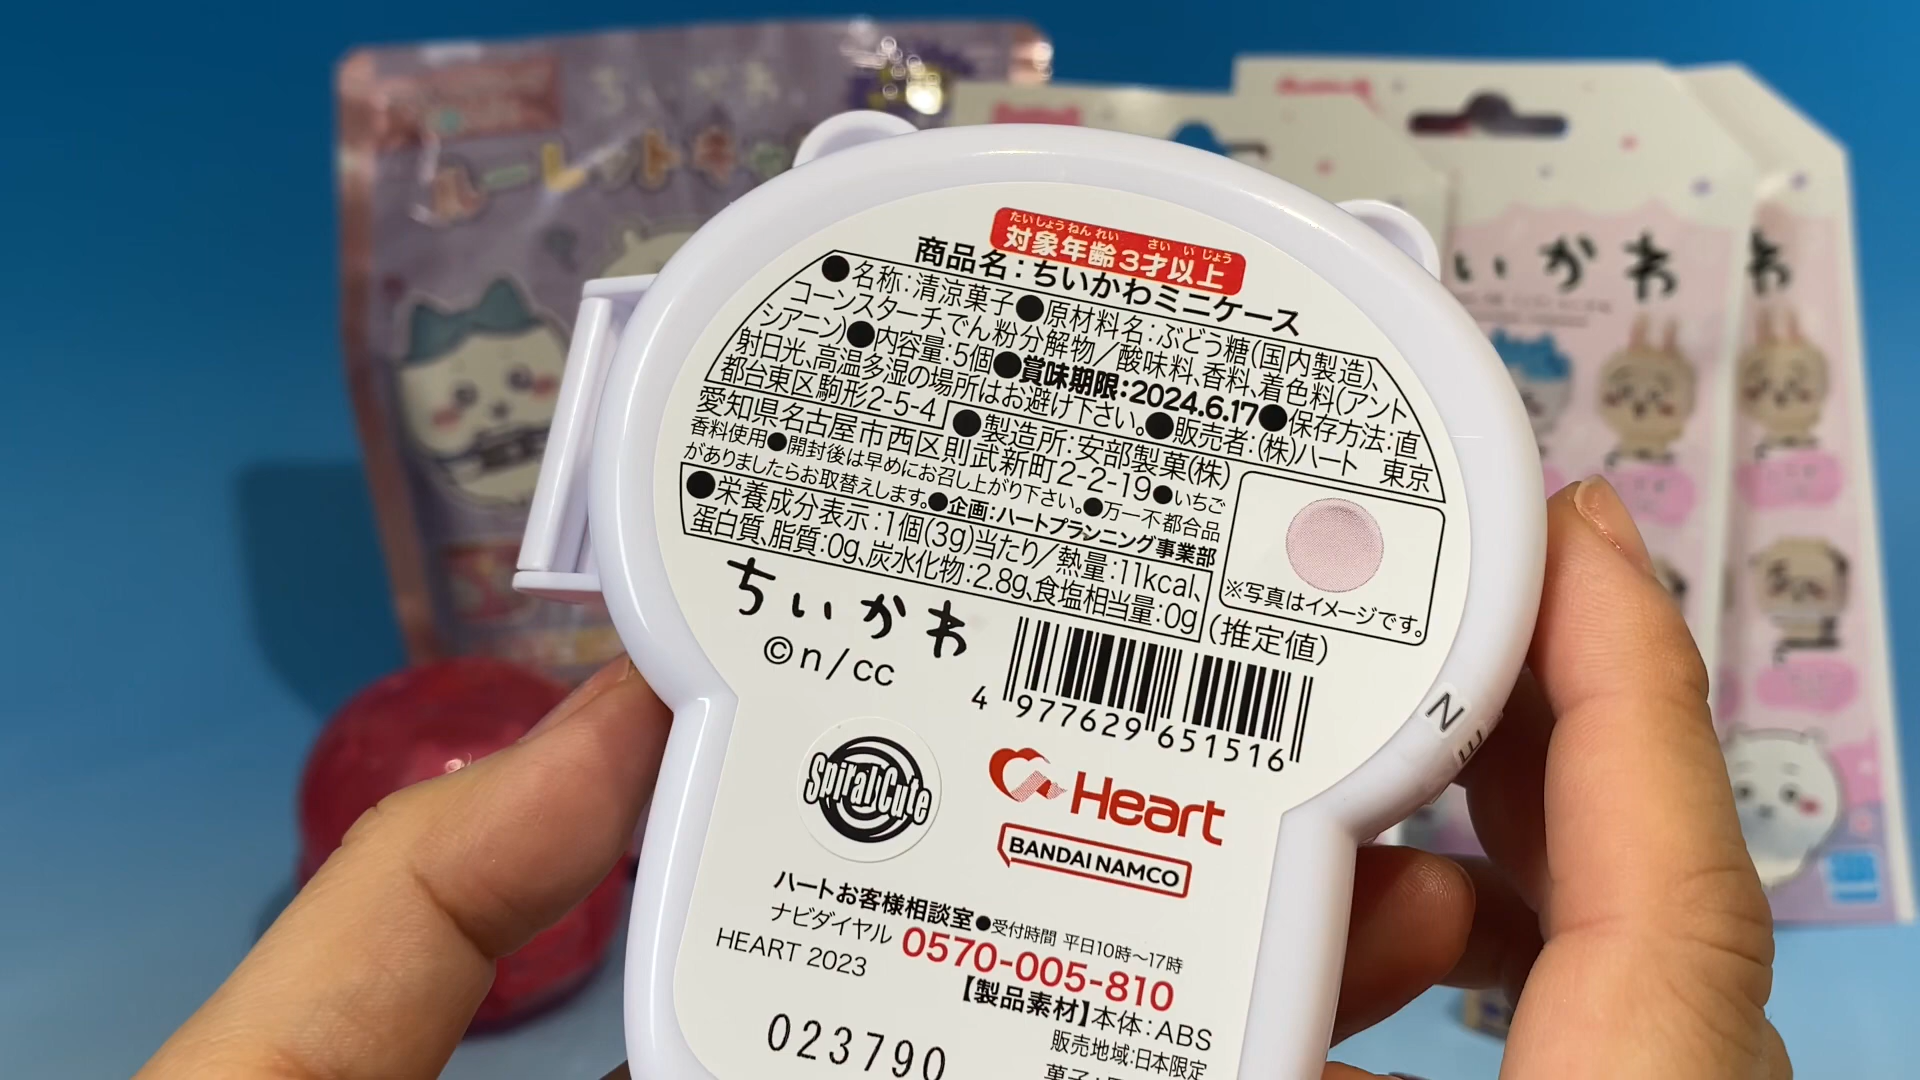 たいしょうねんれい さい いじょう
対象年齢3才以上
商品名:ちいかわミニケース
●名称:清涼菓子●原材料名:ぶどう糖(国内製造)、
コーンスターチ、でん粉分解物/酸味料、香料、着色料(アント
シアニン)●内容量:5個●賞味期限:2024.6.17●保存方法:直
射日光、高温多湿の場所はお避け下さい。●販売者:(株)ハート 東京
都台東区駒形2-5-4●製造所:安部製菓(株)
愛知県名古屋市西区則武新町2-2-19●いちご
香料使用●開封後は早めにお召し上がり下さい。●万一不都合品
がありましたらお取替えします。●企画:ハートプランニング事業部
●栄養成分表示:1個(3g)当たり/熱量:11kcal、
蛋白質、脂質:0g、炭水化物:2.8g、食塩相当量:0g
(推定値)
※写真はイメージです。
ちいかわ
©n/cc
4 977629 651516
SpiralCute
Heart
BANDAI NAMCO
ハートお客様相談室●受付時間 平日10時〜17時
ナビダイヤル 0570-005-810
HEART 2023
【製品素材】本体:ABS
販売地域:日本限定
023790
NE
ちいかわ
ルーレットキャ
いかわ
わ